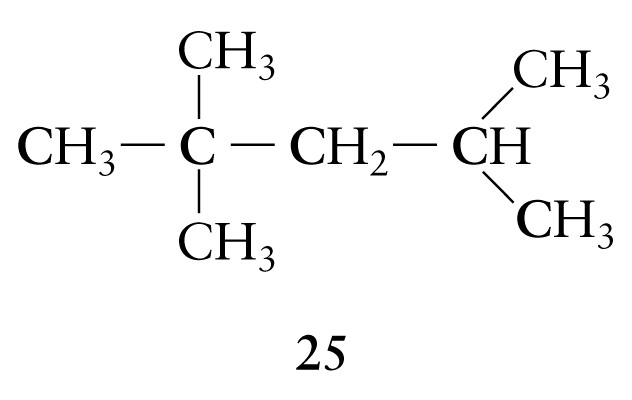 CH₃ CH₃
CH₃—C—CH₂—CH
CH₃ CH₃
25